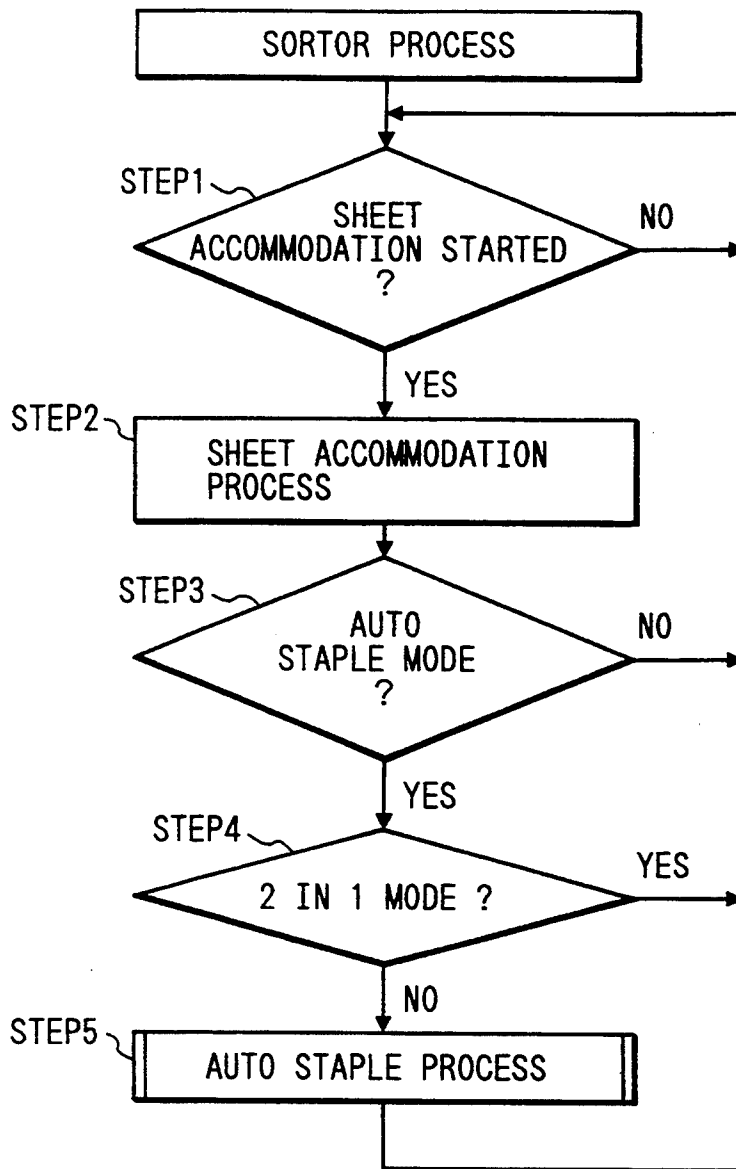 SORTOR PROCESS
STEP1
SHEET
ACCOMMODATION STARTED
?
NO
YES
STEP2
SHEET ACCOMMODATION
PROCESS
STEP3
AUTO
STAPLE MODE
?
NO
YES
STEP4
2 IN 1 MODE ?
YES
NO
STEP5
AUTO STAPLE PROCESS